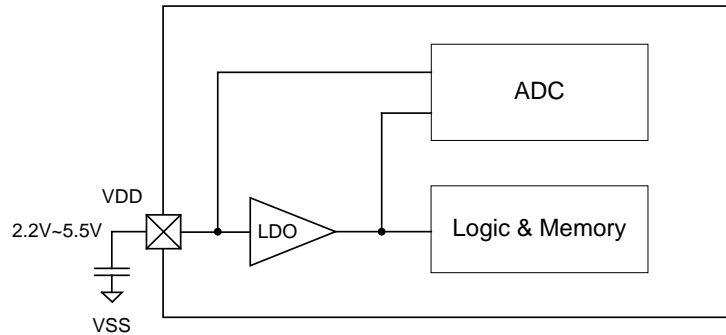 ADC
VDD
2.2V~5.5V
LDO
Logic & Memory
VSS